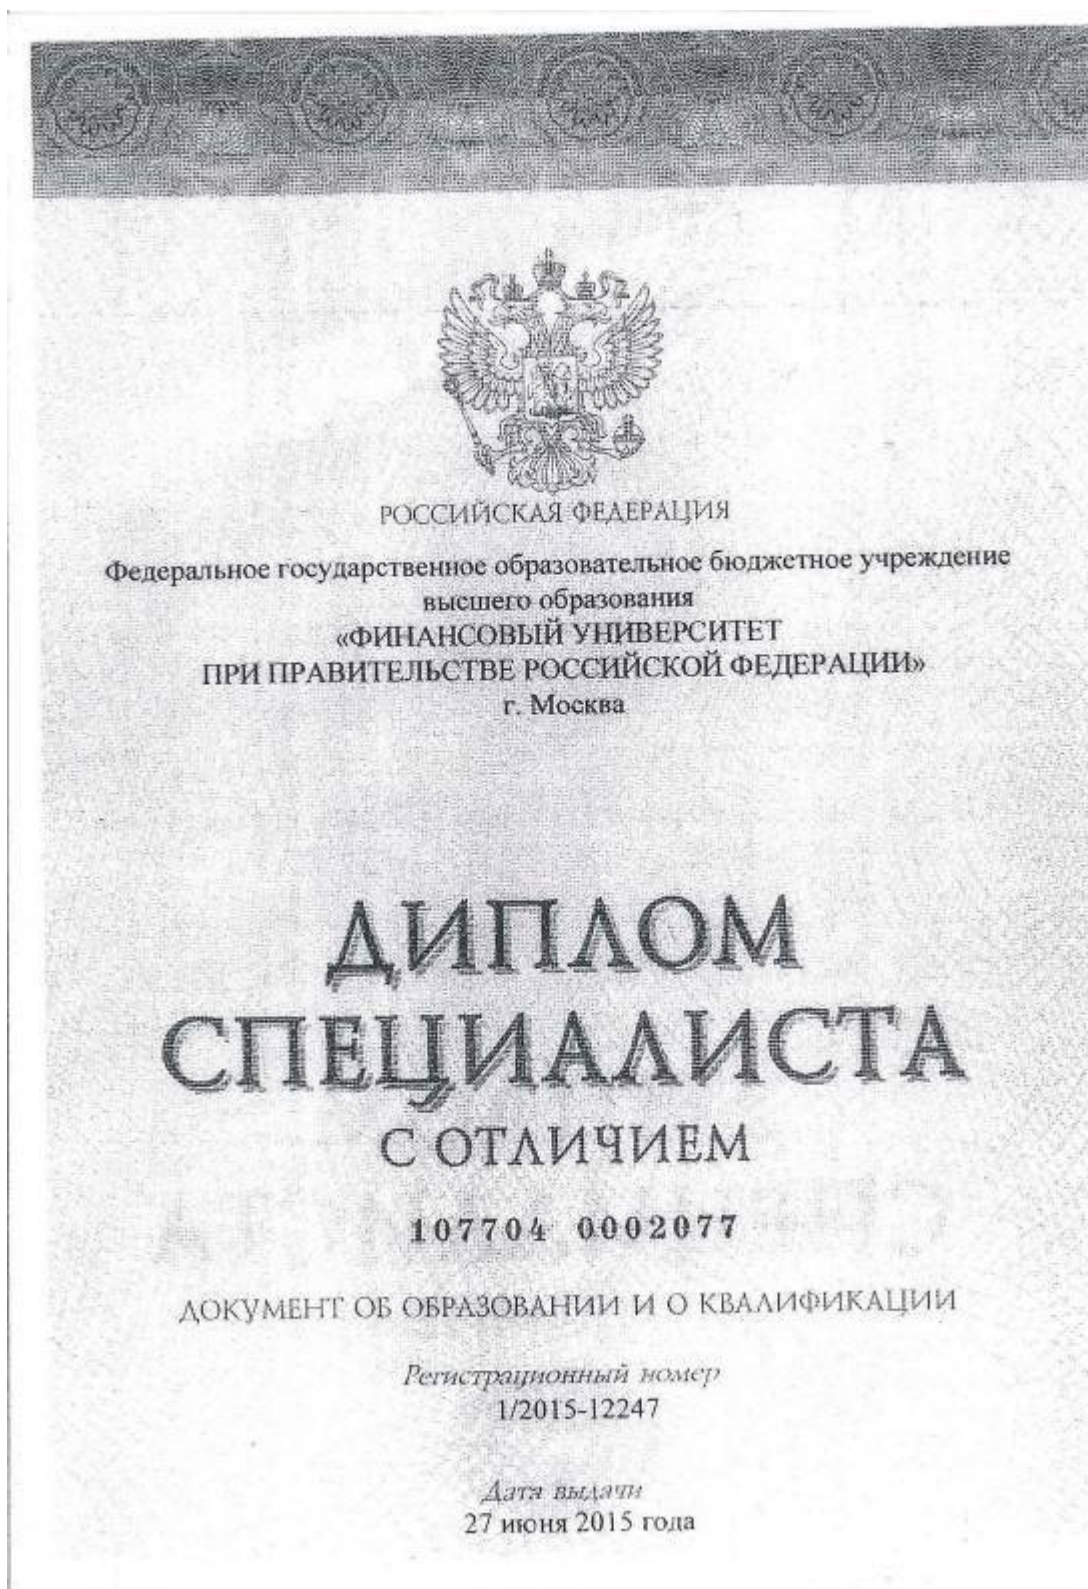 РОССИЙСКАЯ ФЕДЕРАЦИЯ
Федеральное государственное образовательное бюджетное учреждение
высшего образования
«ФИНАНСОВЫЙ УНИВЕРСИТЕТ
ПРИ ПРАВИТЕЛЬСТВЕ РОССИЙСКОЙ ФЕДЕРАЦИИ»
г. Москва
ДИПЛОМ
СПЕЦИАЛИСТА
С ОТЛИЧИЕМ
107704 0002077
ДОКУМЕНТ ОБ ОБРАЗОВАНИИ И О КВАЛИФИКАЦИИ
Регистрационный номер
1/2015-12247
Дата выдачи
27 июня 2015 года